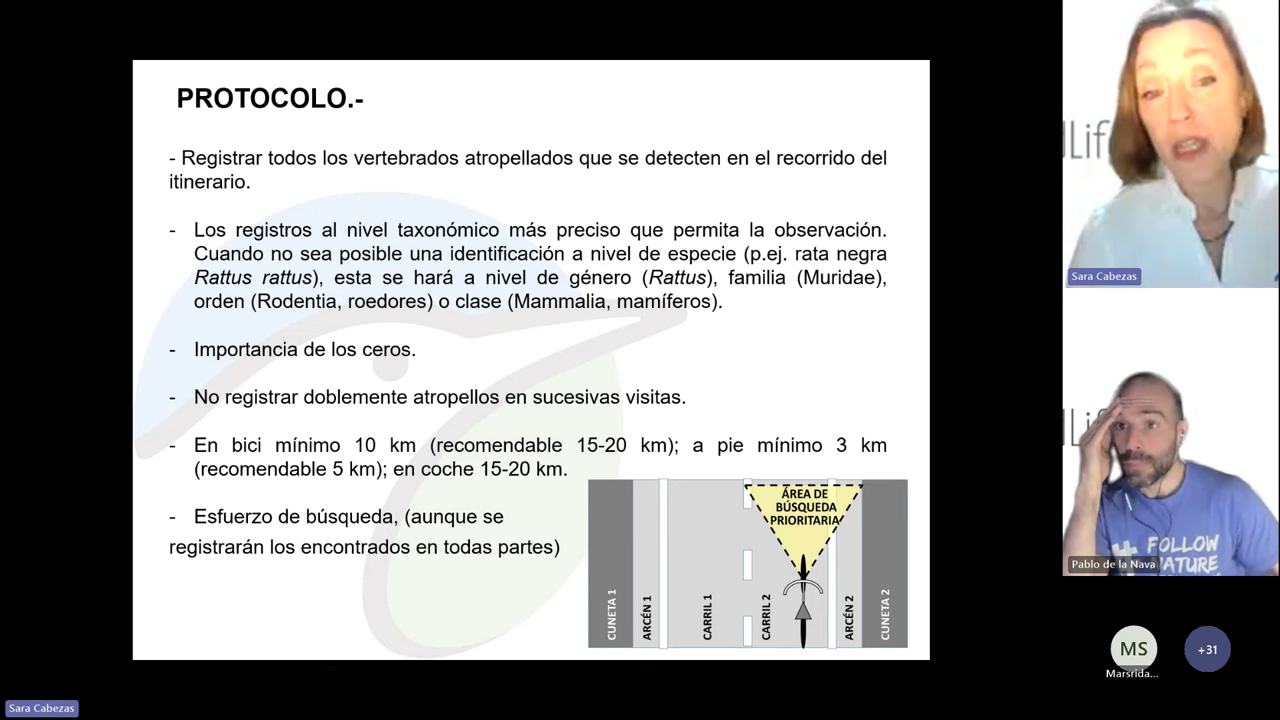 PROTOCOLO.-
- Registrar todos los vertebrados atropellados que se detecten en el recorrido del
itinerario.
- Los registros al nivel taxonómico más preciso que permita la observación.
Cuando no sea posible una identificación a nivel de especie (p.ej. rata negra
Rattus rattus), esta se hará a nivel de género (Rattus), familia (Muridae),
orden (Rodentia, roedores) o clase (Mammalia, mamíferos).
- Importancia de los ceros.
- No registrar doblemente atropellos en sucesivas visitas.
- En bici mínimo 10 km (recomendable 15-20 km); a pie mínimo 3 km
(recomendable 5 km); en coche 15-20 km.
- Esfuerzo de búsqueda, (aunque se
registrarán los encontrados en todas partes)
ÁREA DE
BÚSQUEDA
PRIORITARIA
CUNETA 1
ARCÉN 1
CARRIL 1
CARRIL 2
ARCÉN 2
CUNETA 2
Sara Cabezas
FOLLOW
Pablo de la Nava
MS
+31
Marsrida...
Sara Cabezas